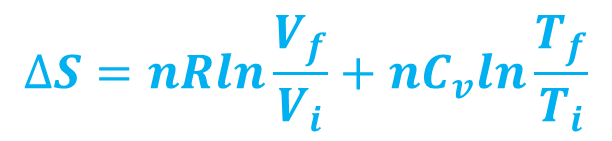 ΔS = nRln V_f/V_i + nC_v ln T_f/T_i